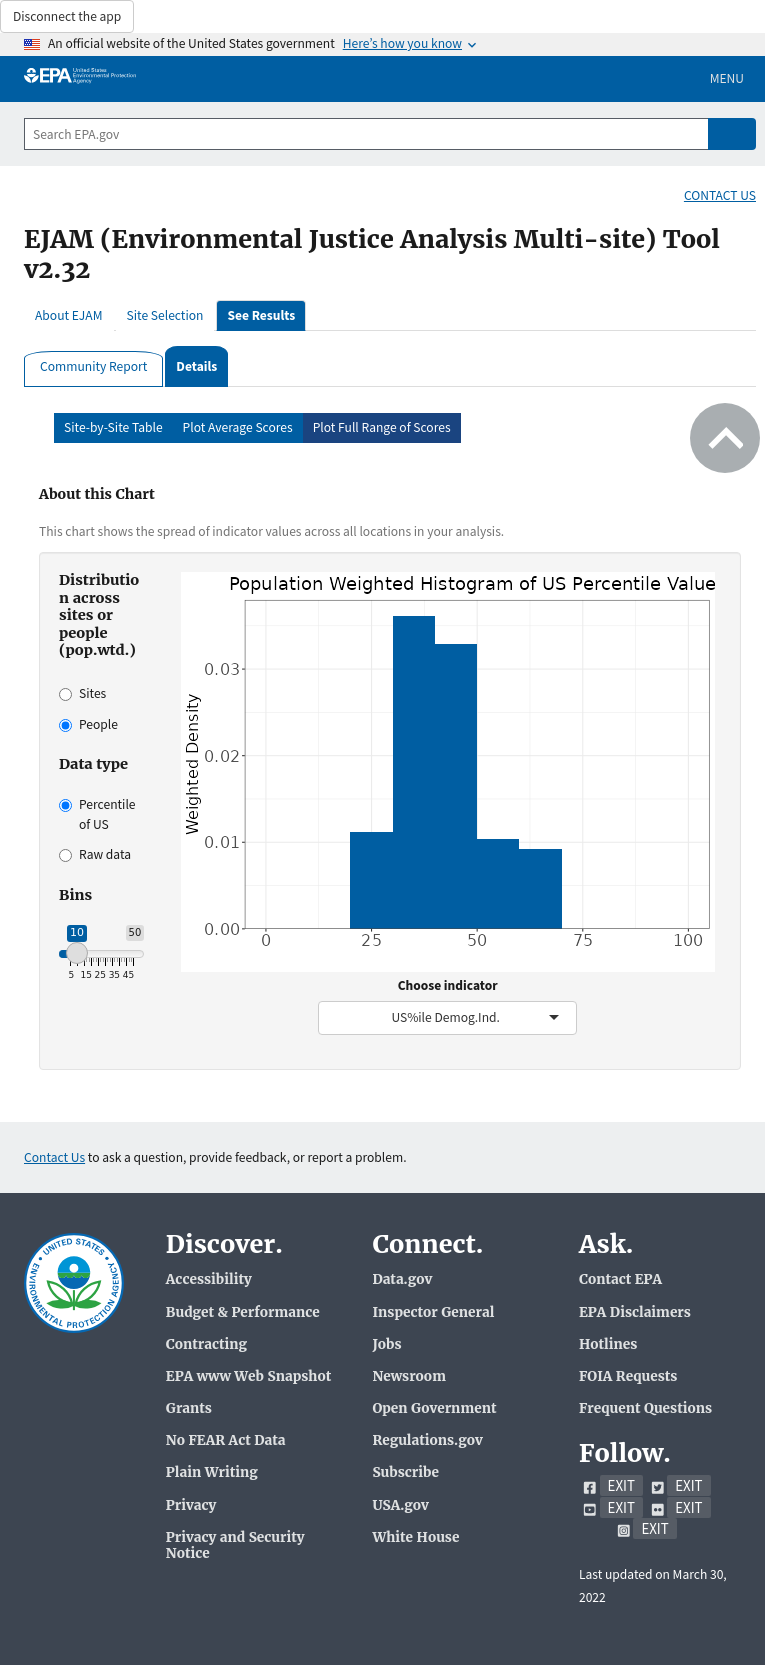 Disconnect the app
An official website of the United States government Here's how you know
EPA United States
Environmental Protection
Agency
MENU
Search EPA.gov
CONTACT US
EJAM (Environmental Justice Analysis Multi-site) Tool
v2.32
About EJAM Site Selection See Results
Community Report Details
Site-by-Site Table Plot Average Scores Plot Full Range of Scores
About this Chart
This chart shows the spread of indicator values across all locations in your analysis.
Distributio
n across
sites or
people
(pop.wtd.)
Sites
People
Data type
Percentile
of US
Raw data
Bins
10 50
5 15 25 35 45
Population Weighted Histogram of US Percentile Value
Weighted Density
0.03
0.02
0.01
0.00
0 25 50 75 100
Choose indicator
US%ile Demog.Ind.
Contact Us to ask a question, provide feedback, or report a problem.
UNITED STATES
ENVIRONMENTAL PROTECTION AGENCY
Discover.
Accessibility
Budget & Performance
Contracting
EPA www Web Snapshot
Grants
No FEAR Act Data
Plain Writing
Privacy
Privacy and Security
Notice
Connect.
Data.gov
Inspector General
Jobs
Newsroom
Open Government
Regulations.gov
Subscribe
USA.gov
White House
Ask.
Contact EPA
EPA Disclaimers
Hotlines
FOIA Requests
Frequent Questions
Follow.
EXIT EXIT
EXIT EXIT
EXIT
Last updated on March 30,
2022